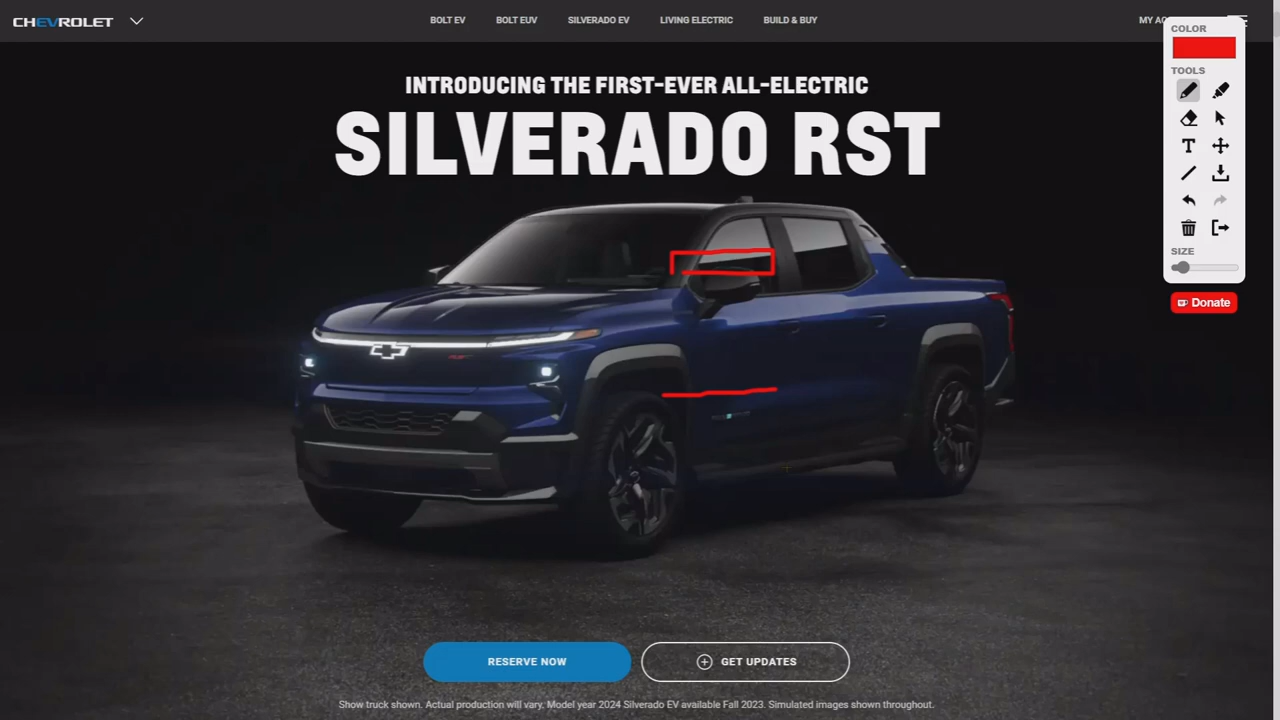 CHEVROLET
BOLT EV
BOLT EUV
SILVERADO EV
LIVING ELECTRIC
BUILD & BUY
MY AC
COLOR
TOOLS
T
SIZE
Donate
INTRODUCING THE FIRST-EVER ALL-ELECTRIC
SILVERADO RST
RESERVE NOW
GET UPDATES
Show truck shown. Actual production will vary. Model year 2024 Silverado EV available Fall 2023. Simulated images shown throughout.